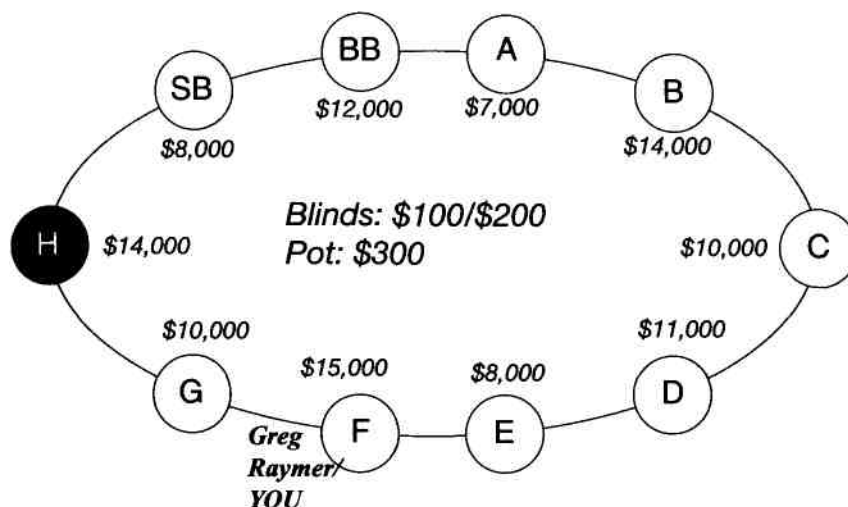 BB
A
SB
B
$12,000
$7,000
$8,000
$14,000
Blinds: $100/$200
Pot: $300
H
$14,000
$10,000
C
$10,000
$11,000
$15,000
$8,000
G
F
E
D
Greg
Raymer/
YOU